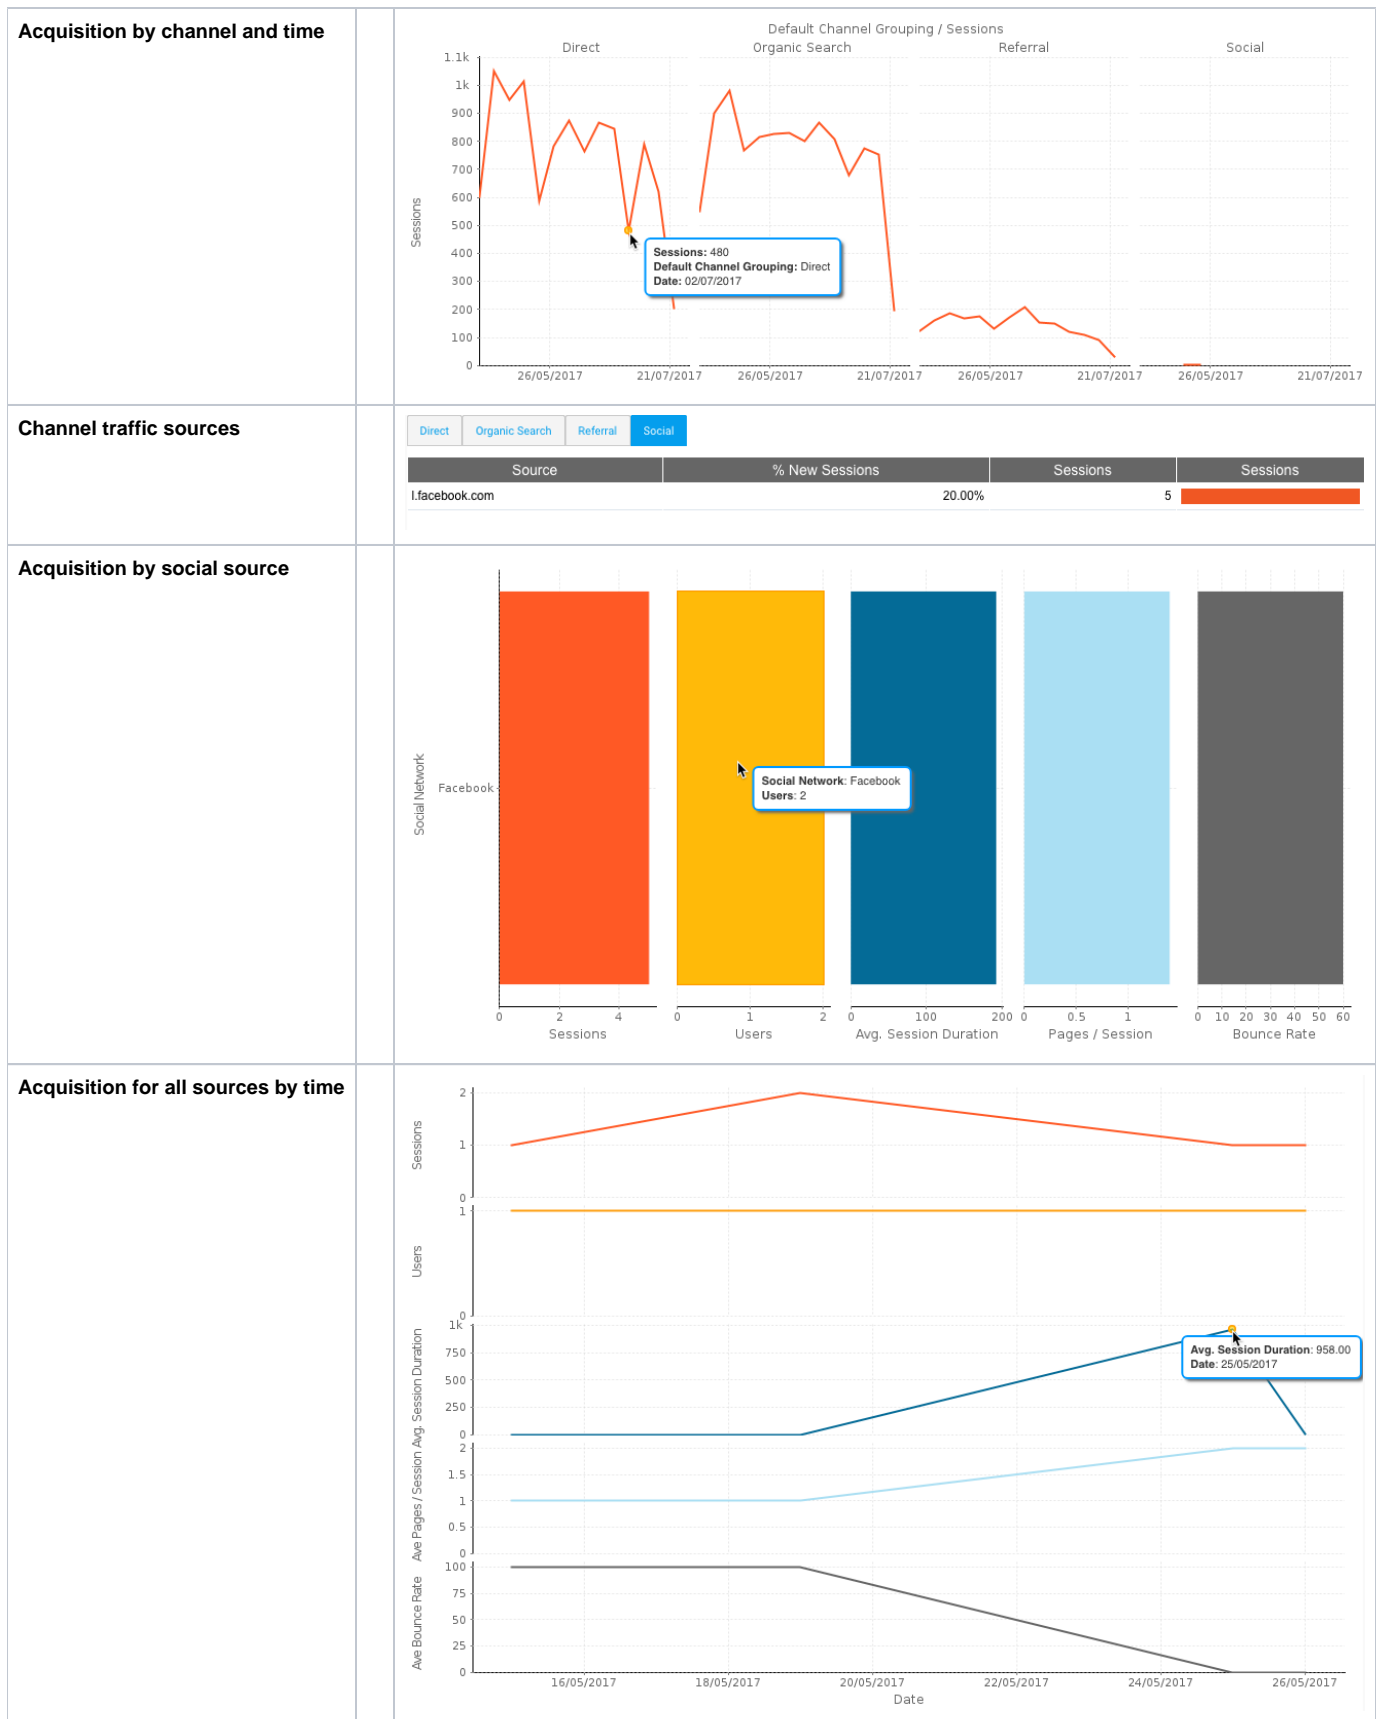 Acquisition by channel and time
Default Channel Grouping / Sessions
Direct Organic Search Referral Social
Sessions
1.1k
1k
900
800
700
600
500
400
300
200
100
0
Sessions: 480
Default Channel Grouping: Direct
Date: 02/07/2017
26/05/2017 21/07/2017 26/05/2017 21/07/2017 26/05/2017 21/07/2017 26/05/2017 21/07/2017
Channel traffic sources
Direct Organic Search Referral Social
Source % New Sessions Sessions Sessions
l.facebook.com 20.00% 5
Acquisition by social source
Social Network
Facebook
Social Network: Facebook
Users: 2
0 2 4 0 1 2 0 100 200 0 0.5 1 0 10 20 30 40 50 60
Sessions Users Avg. Session Duration Pages / Session Bounce Rate
Acquisition for all sources by time
Sessions
2
1
0
Users
1
0
Avg. Session Duration
1k
750
500
250
0
Avg. Session Duration: 958.00
Date: 25/05/2017
Ave Pages / Session
2
1.5
1
0.5
0
Ave Bounce Rate
100
75
50
25
0
16/05/2017 18/05/2017 20/05/2017 22/05/2017 24/05/2017 26/05/2017
Date